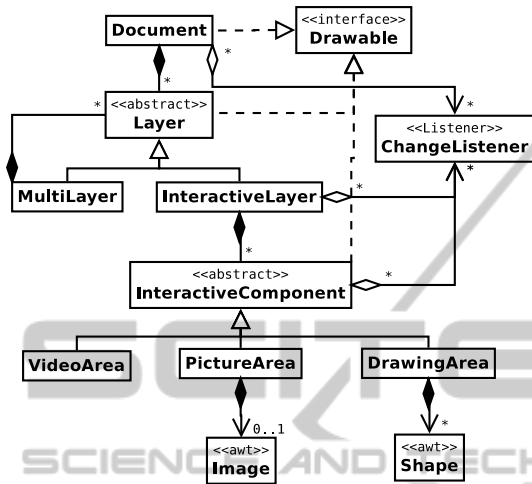 Document
<<interface>>
Drawable
*
*
*
*
<<abstract>>
Layer
<<Listener>>
ChangeListener
MultiLayer
InteractiveLayer
*
*
*
<<abstract>>
InteractiveComponent
*
VideoArea
PictureArea
DrawingArea
0..1
*
<<awt>>
Image
<<awt>>
Shape
SCITE
SCIENCE AND TECH